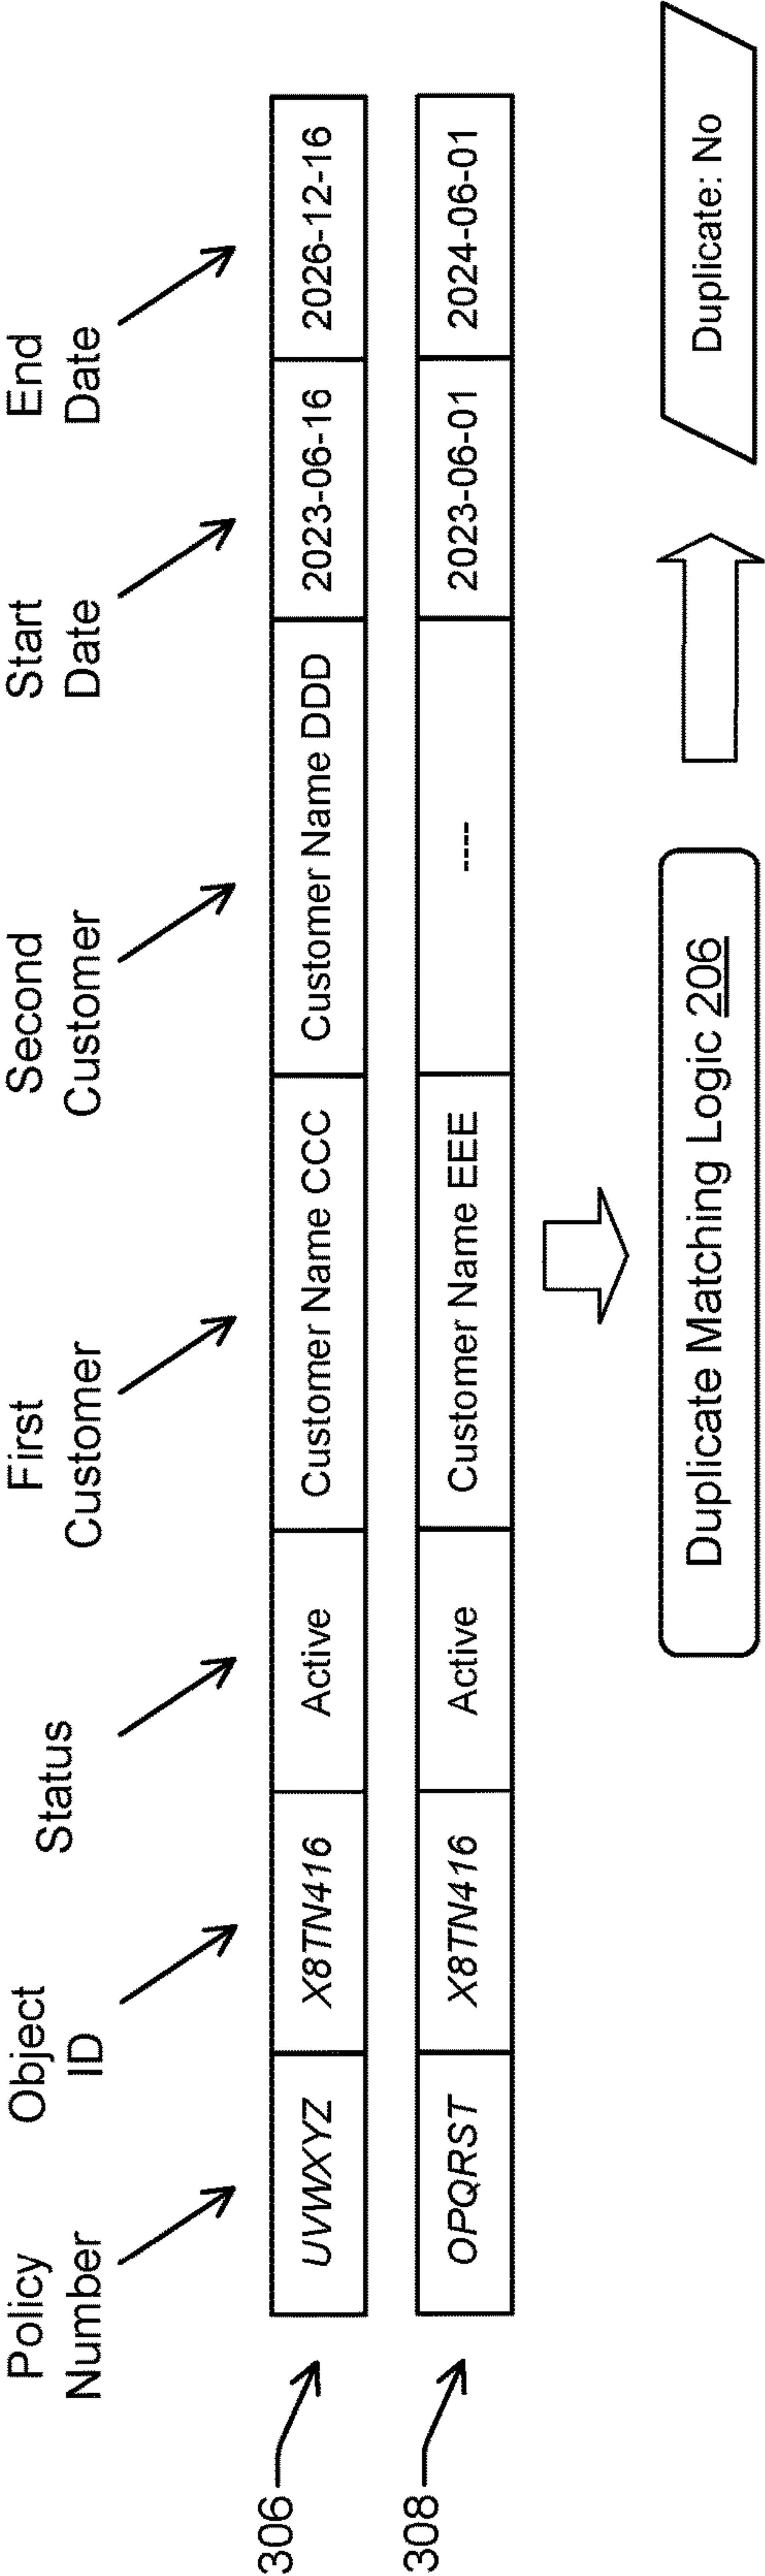 Policy
Number
Object
ID
Status
First
Customer
Second
Customer
Start
Date
End
Date
306
UVWXYZ
X8TN416
Active
Customer Name CCC
Customer Name DDD
2023-06-16
2026-12-16
308
OPQRST
X8TN416
Active
Customer Name EEE
----
2023-06-01
2024-06-01
Duplicate Matching Logic 206
Duplicate: No